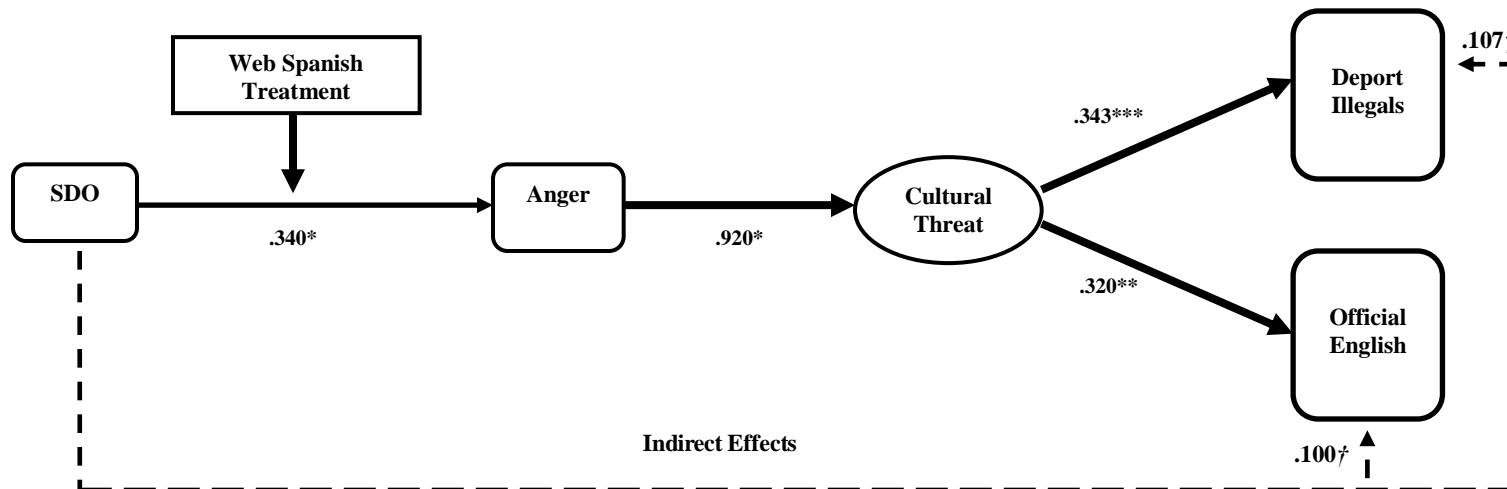 Web Spanish
Treatment
SDO
.340*
Anger
.920*
Cultural
Threat
.343***
.320**
Deport
Illegals
.107
Official
English
Indirect Effects
.100†